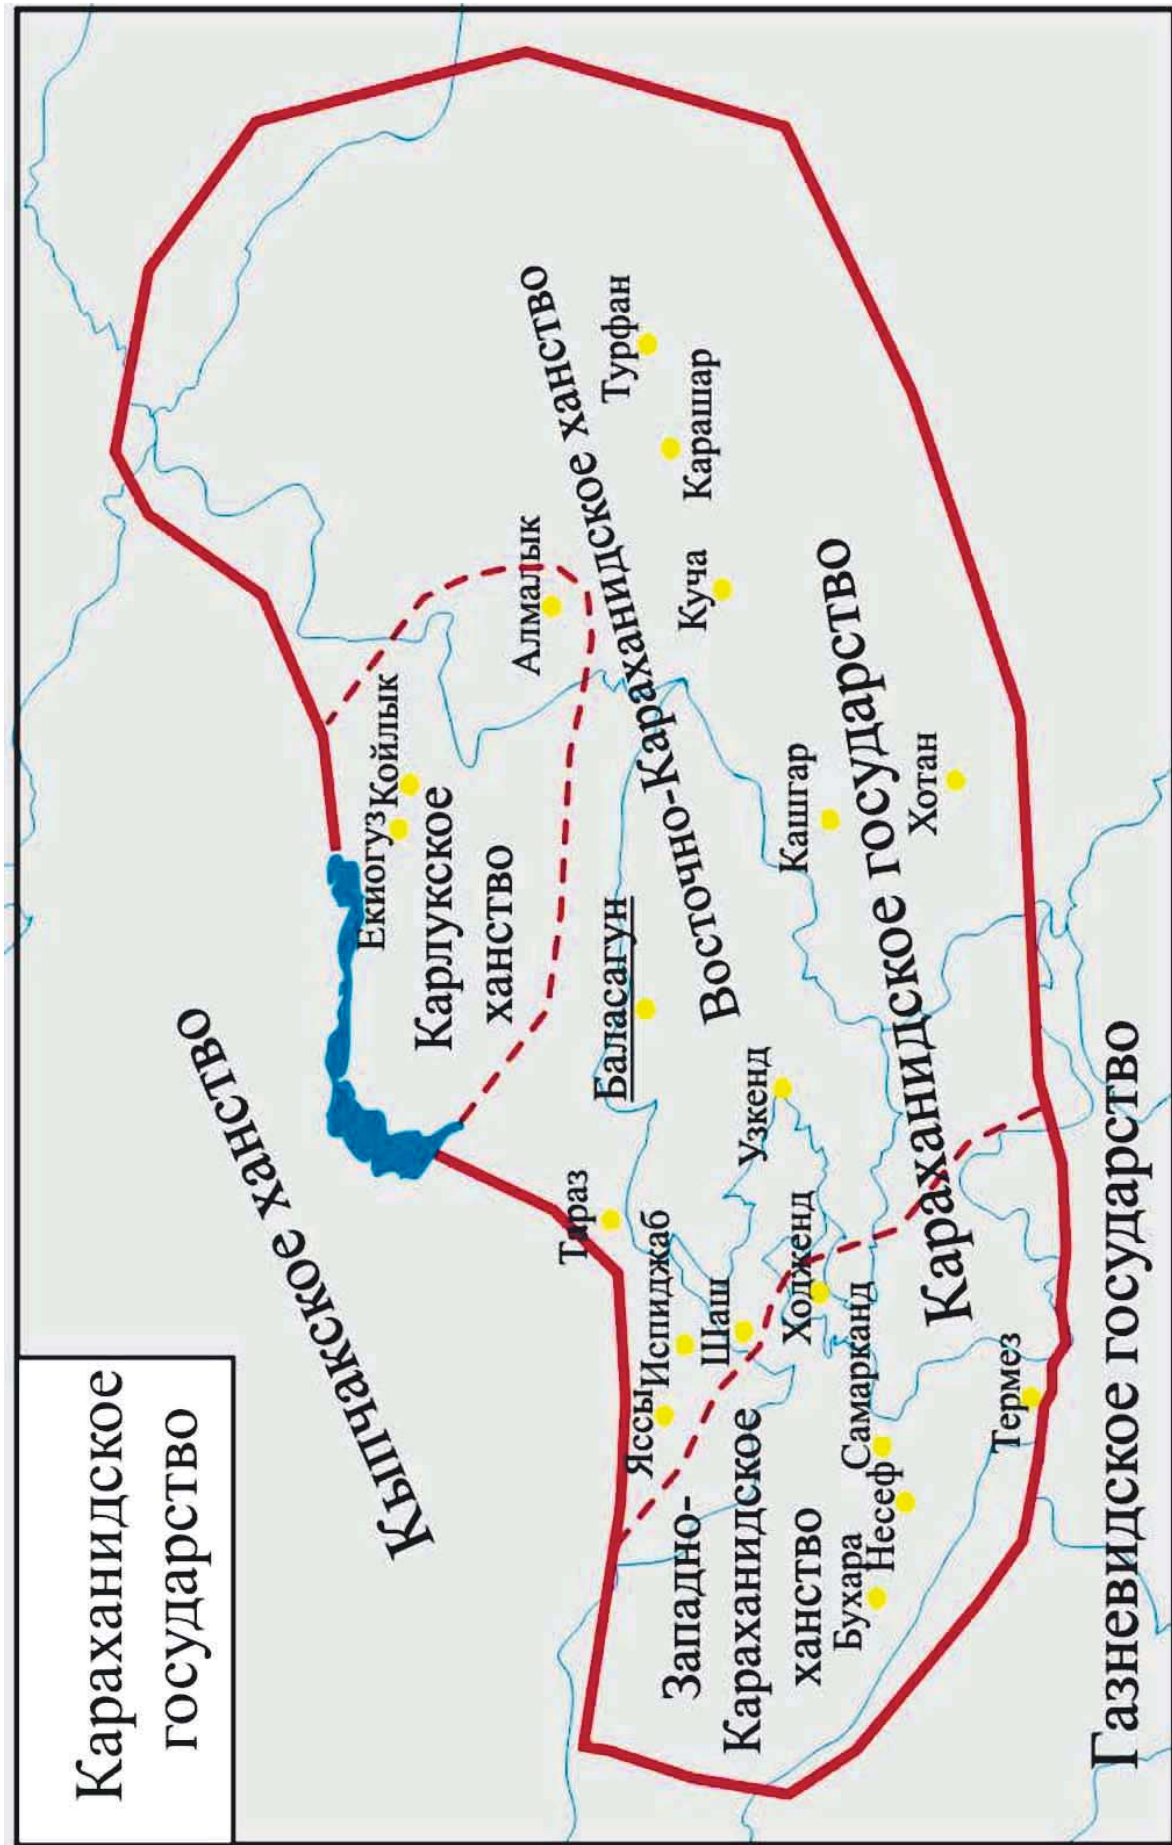 Караханидское
государство
Кыпчакское ханство
Екиогуз
Койлык
Карлукское
ханство
Алмалык
Тараз
Баласагун
Турфан
Карашар
Куча
Восточно-Караханидское ханство
Яссы
Испиджаб
Шаш
Узкенд
Ходженд
Кашгар
Хотан
Западно-
Караханидское
ханство
Самарканд
Бухара
Несеф
Термез
Караханидское государство
Газневидское государство